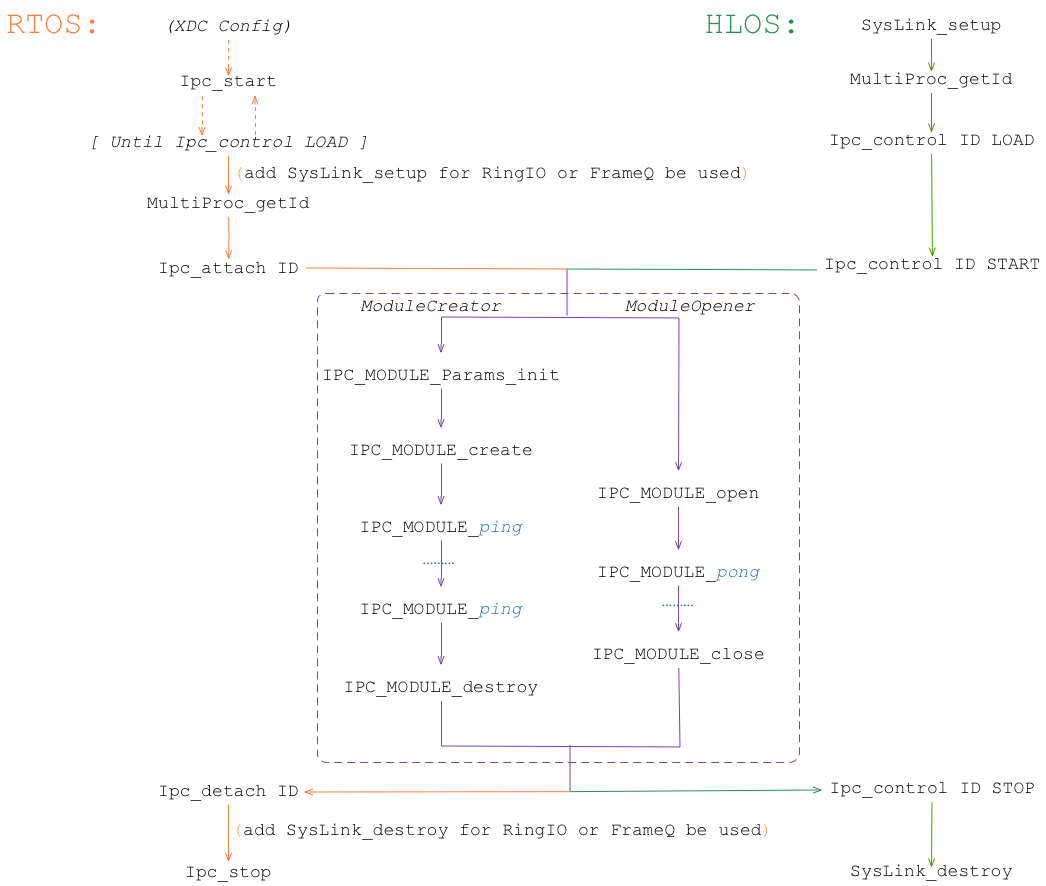 RTOS:
(XDC Config)
HLOS:
SysLink_setup
Ipc_start
MultiProc_getId
[ Until Ipc_control LOAD ]
Ipc_control ID LOAD
(add SysLink_setup for RingIO or FrameQ be used)
MultiProc_getId
Ipc_attach ID
Ipc_control ID START
ModuleCreator
ModuleOpener
IPC_MODULE_Params_init
IPC_MODULE_create
IPC_MODULE_open
IPC_MODULE_ping
.........
IPC_MODULE_pong
.........
IPC_MODULE_ping
IPC_MODULE_close
IPC_MODULE_destroy
Ipc_detach ID
Ipc_control ID STOP
(add SysLink_destroy for RingIO or FrameQ be used)
Ipc_stop
SysLink_destroy